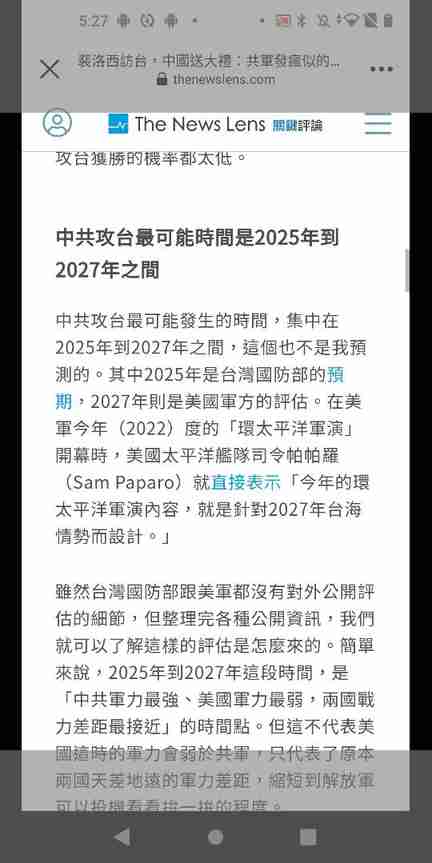 5:27
裴洛西訪台，中國送大禮：共軍發瘋似的...
thenewslens.com
The News Lens 關鍵評論
攻台獲勝的機率都太低。
中共攻台最可能時間是2025年到
2027年之間
中共攻台最可能發生的時間，集中在
2025年到2027年之間，這個也不是我預
測的。其中2025年是台灣國防部的預
期，2027年則是美國軍方的評估。在美
軍今年（2022）度的「環太平洋軍演」
開幕時，美國太平洋艦隊司令帕帕羅
（Sam Paparo）就直接表示「今年的環
太平洋軍演內容，就是針對2027年台海
情勢而設計。」
雖然台灣國防部跟美軍都沒有對外公開評
估的細節，但整理完各種公開資訊，我們
就可以了解這樣的評估是怎麼來的。簡單
來說，2025年到2027年這段時間，是
「中共軍力最強、美國軍力最弱，兩國戰
力差距最接近」的時間點。但這不代表美
國這時的軍力會弱於共軍，只代表了原本
兩國天差地遠的軍力差距，縮短到解放軍
可以投機看看拚一拚的程度。